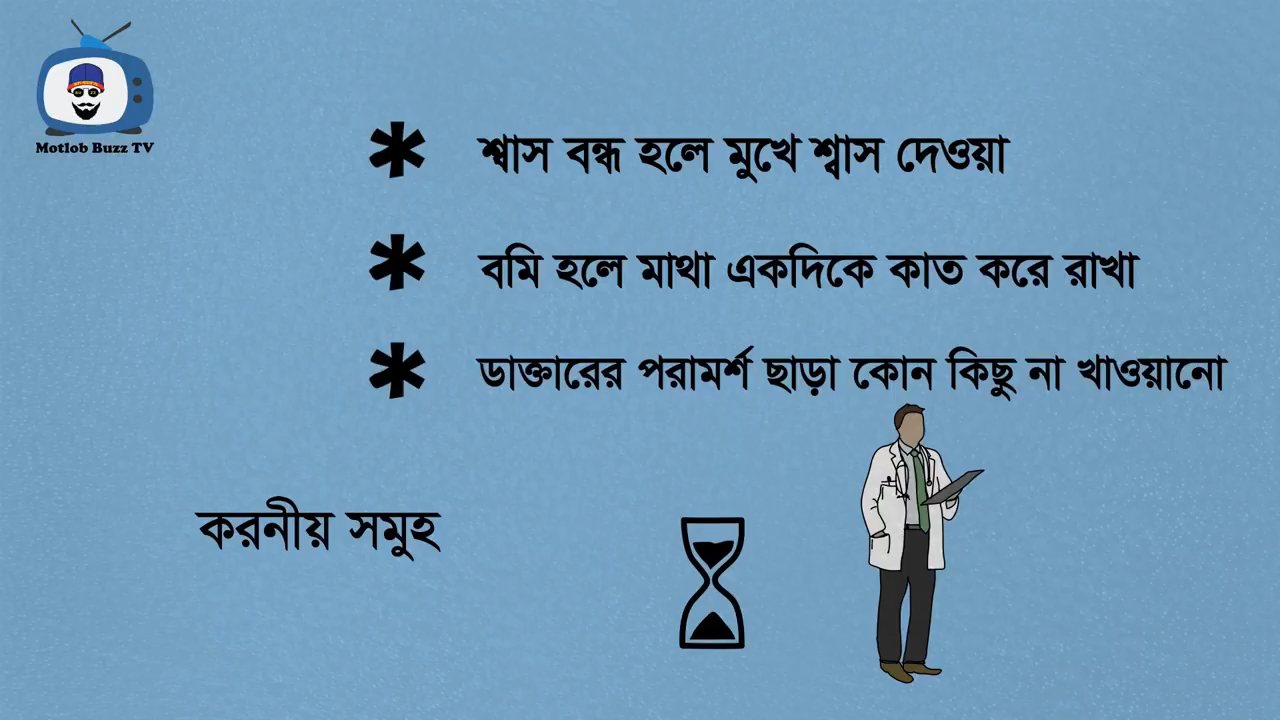 Motlob Buzz TV
* শ্বাস বন্ধ হলে মুখে শ্বাস দেওয়া
* বমি হলে মাথা একদিকে কাত করে রাখা
* ডাক্তারের পরামর্শ ছাড়া কোন কিছু না খাওয়ানো
করনীয় সমুহ